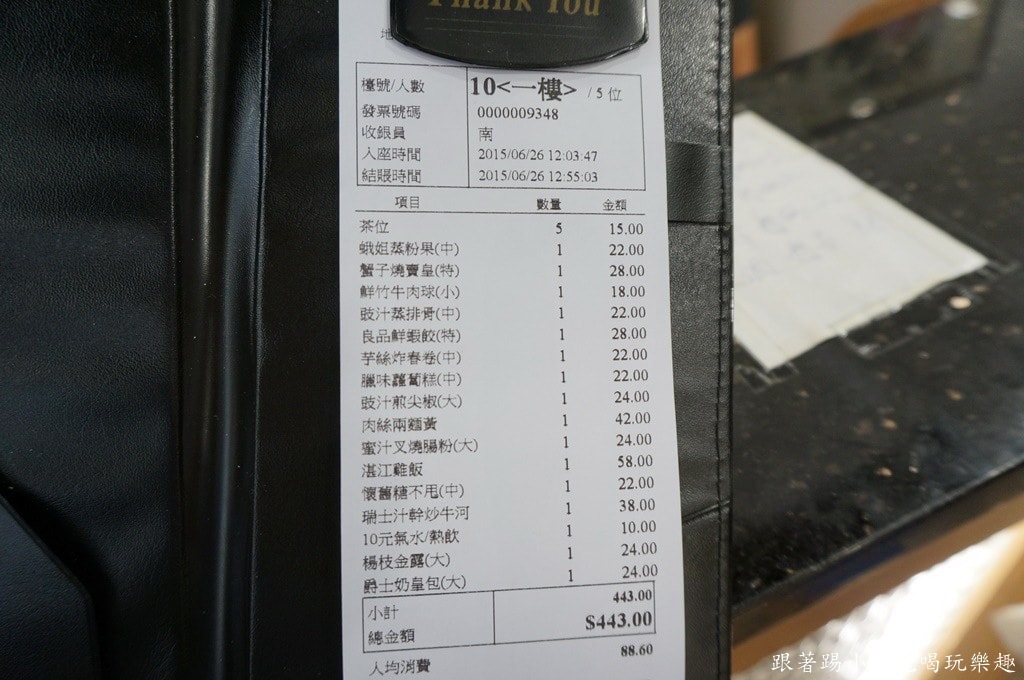 Thank You
地
檯號/人數 10<一樓> / 5 位
發票號碼 0000009348
收銀員 南
入座時間 2015/06/26 12:03:47
結賬時間 2015/06/26 12:55:03
項目 數量 金額
茶位 5 15.00
蛾姐蒸粉果(中) 1 22.00
蟹子燒賣皇(特) 1 28.00
鮮竹牛肉球(小) 1 18.00
豉汁蒸排骨(中) 1 22.00
良品鮮蝦餃(特) 1 28.00
芋絲炸春卷(中) 1 22.00
臘味蘿蔔糕(中) 1 22.00
豉汁煎尖椒(大) 1 24.00
肉絲兩麵黃 1 42.00
蜜汁叉燒腸粉(大) 1 24.00
湛江雞飯 1 58.00
懷舊糖不甩(中) 1 22.00
瑞士汁幹炒牛河 1 38.00
10元氣水/熱飲 1 10.00
楊枝金露(大) 1 24.00
爵士奶皇包(大) 1 24.00
小計 443.00
總金額 $443.00
人均消費 88.60
跟著踢小 喝玩樂趣